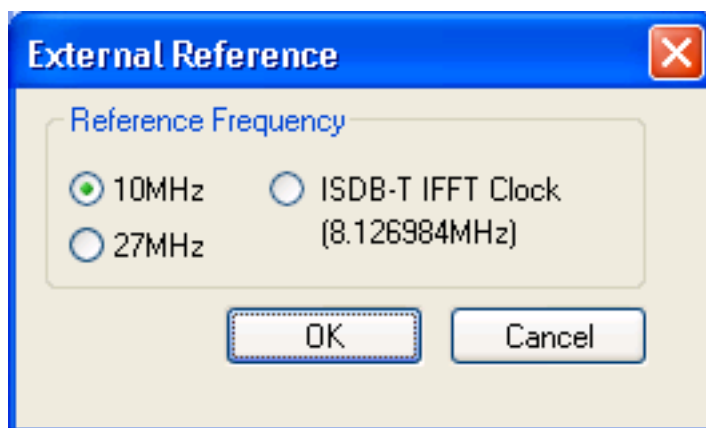 External Reference
Reference Frequency
10MHz
ISDB-T IFFT Clock
(8.126984MHz)
27MHz
OK
Cancel